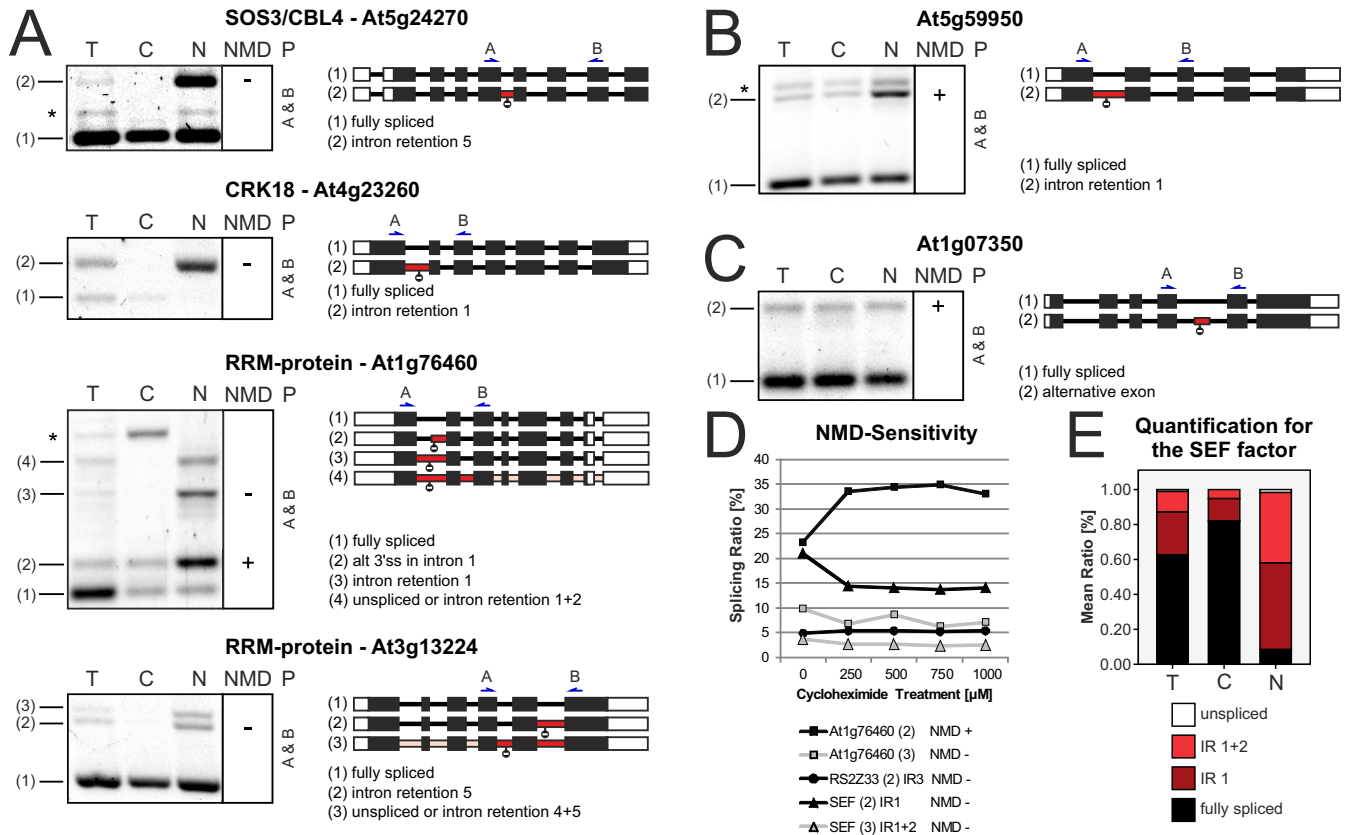 A
SOS3/CBL4 - At5g24270
T C N NMD P
(2)
*
(1)
-
A & B
A B
(1)
(2)
(1) fully spliced
(2) intron retention 5
CRK18 - At4g23260
T C N NMD P
(2)
(1)
-
A & B
A B
(1)
(2)
(1) fully spliced
(2) intron retention 1
RRM-protein - At1g76460
T C N NMD P
*
(4)
(3)
(2)
(1)
-
+
A & B
A B
(1)
(2)
(3)
(4)
(1) fully spliced
(2) alt 3'ss in intron 1
(3) intron retention 1
(4) unspliced or intron retention 1+2
RRM-protein - At3g13224
T C N NMD P
(3)
(2)
(1)
-
A & B
A B
(1)
(2)
(3)
(1) fully spliced
(2) intron retention 5
(3) unspliced or intron retention 4+5
B
At5g59950
T C N NMD P
*
(2)
(1)
+
A & B
A B
(1)
(2)
(1) fully spliced
(2) intron retention 1
C
At1g07350
T C N NMD P
(2)
(1)
+
A & B
A B
(1)
(2)
(1) fully spliced
(2) alternative exon
D
NMD-Sensitivity
Splicing Ratio [%]
40
35
30
25
20
15
10
5
0
0 250 500 750 1000
Cycloheximide Treatment [µM]
At1g76460 (2) NMD +
At1g76460 (3) NMD -
RS2Z33 (2) IR3 NMD -
SEF (2) IR1 NMD -
SEF (3) IR1+2 NMD -
E
Quantification for
the SEF factor
Mean Ratio [%]
1.00
0.80
0.60
0.40
0.20
0.00
T C N
unspliced
IR 1+2
IR 1
fully spliced